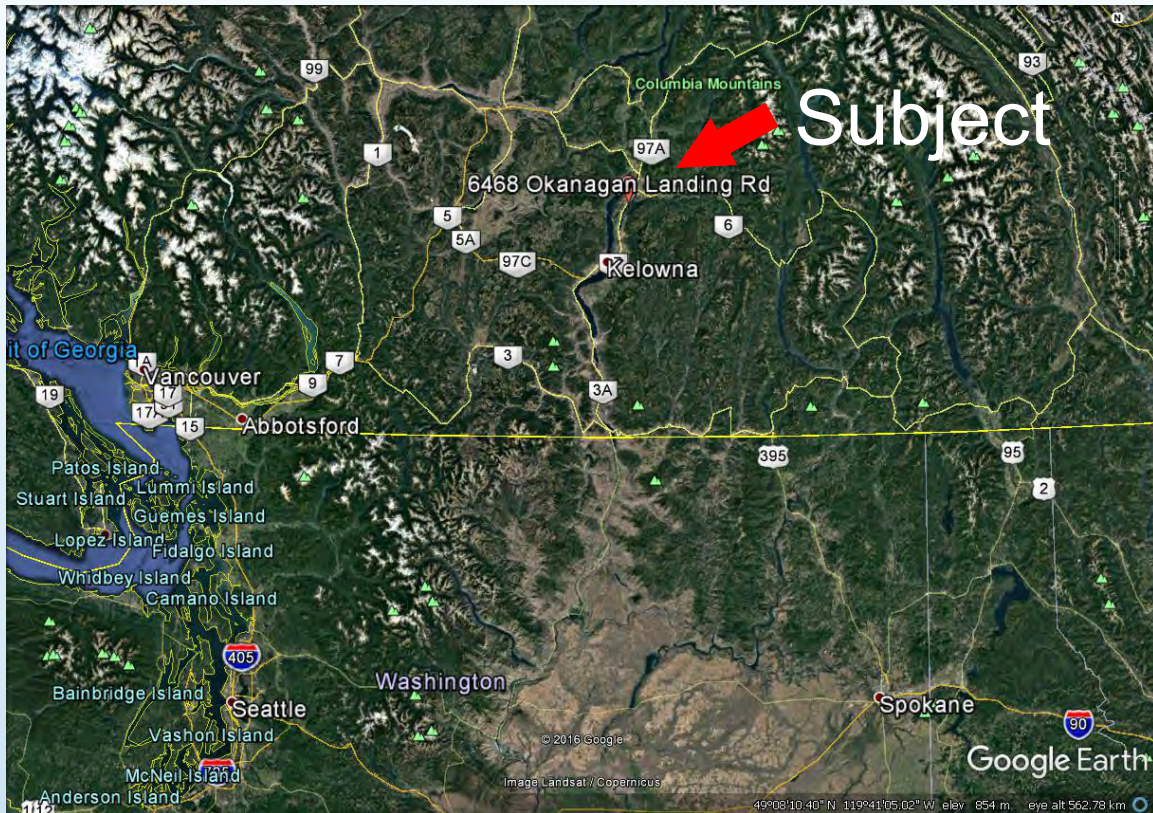 N
99
93
Columbia Mountains
Subject
1
97A
6468 Okanagan Landing Rd
5
6
5A
97C
Kelowna
it of Georgia
A
7
3
Vancouver
9
17
19
3A
17A
15
Abbotsford
395
95
Patos Island
2
Stuart Island
Lummi Island
Guemes Island
Lopez Island
Fidalgo Island
Whidbey Island
Camano Island
405
Washington
Bainbridge Island
Seattle
Spokane
Vashon Island
© 2016 Google
90
Google Earth
McNeil Island
Image Landsat / Copernicus
Anderson Island
49°08'10.40" N 119°41'05.02" W elev 854 m eye alt 562.78 km